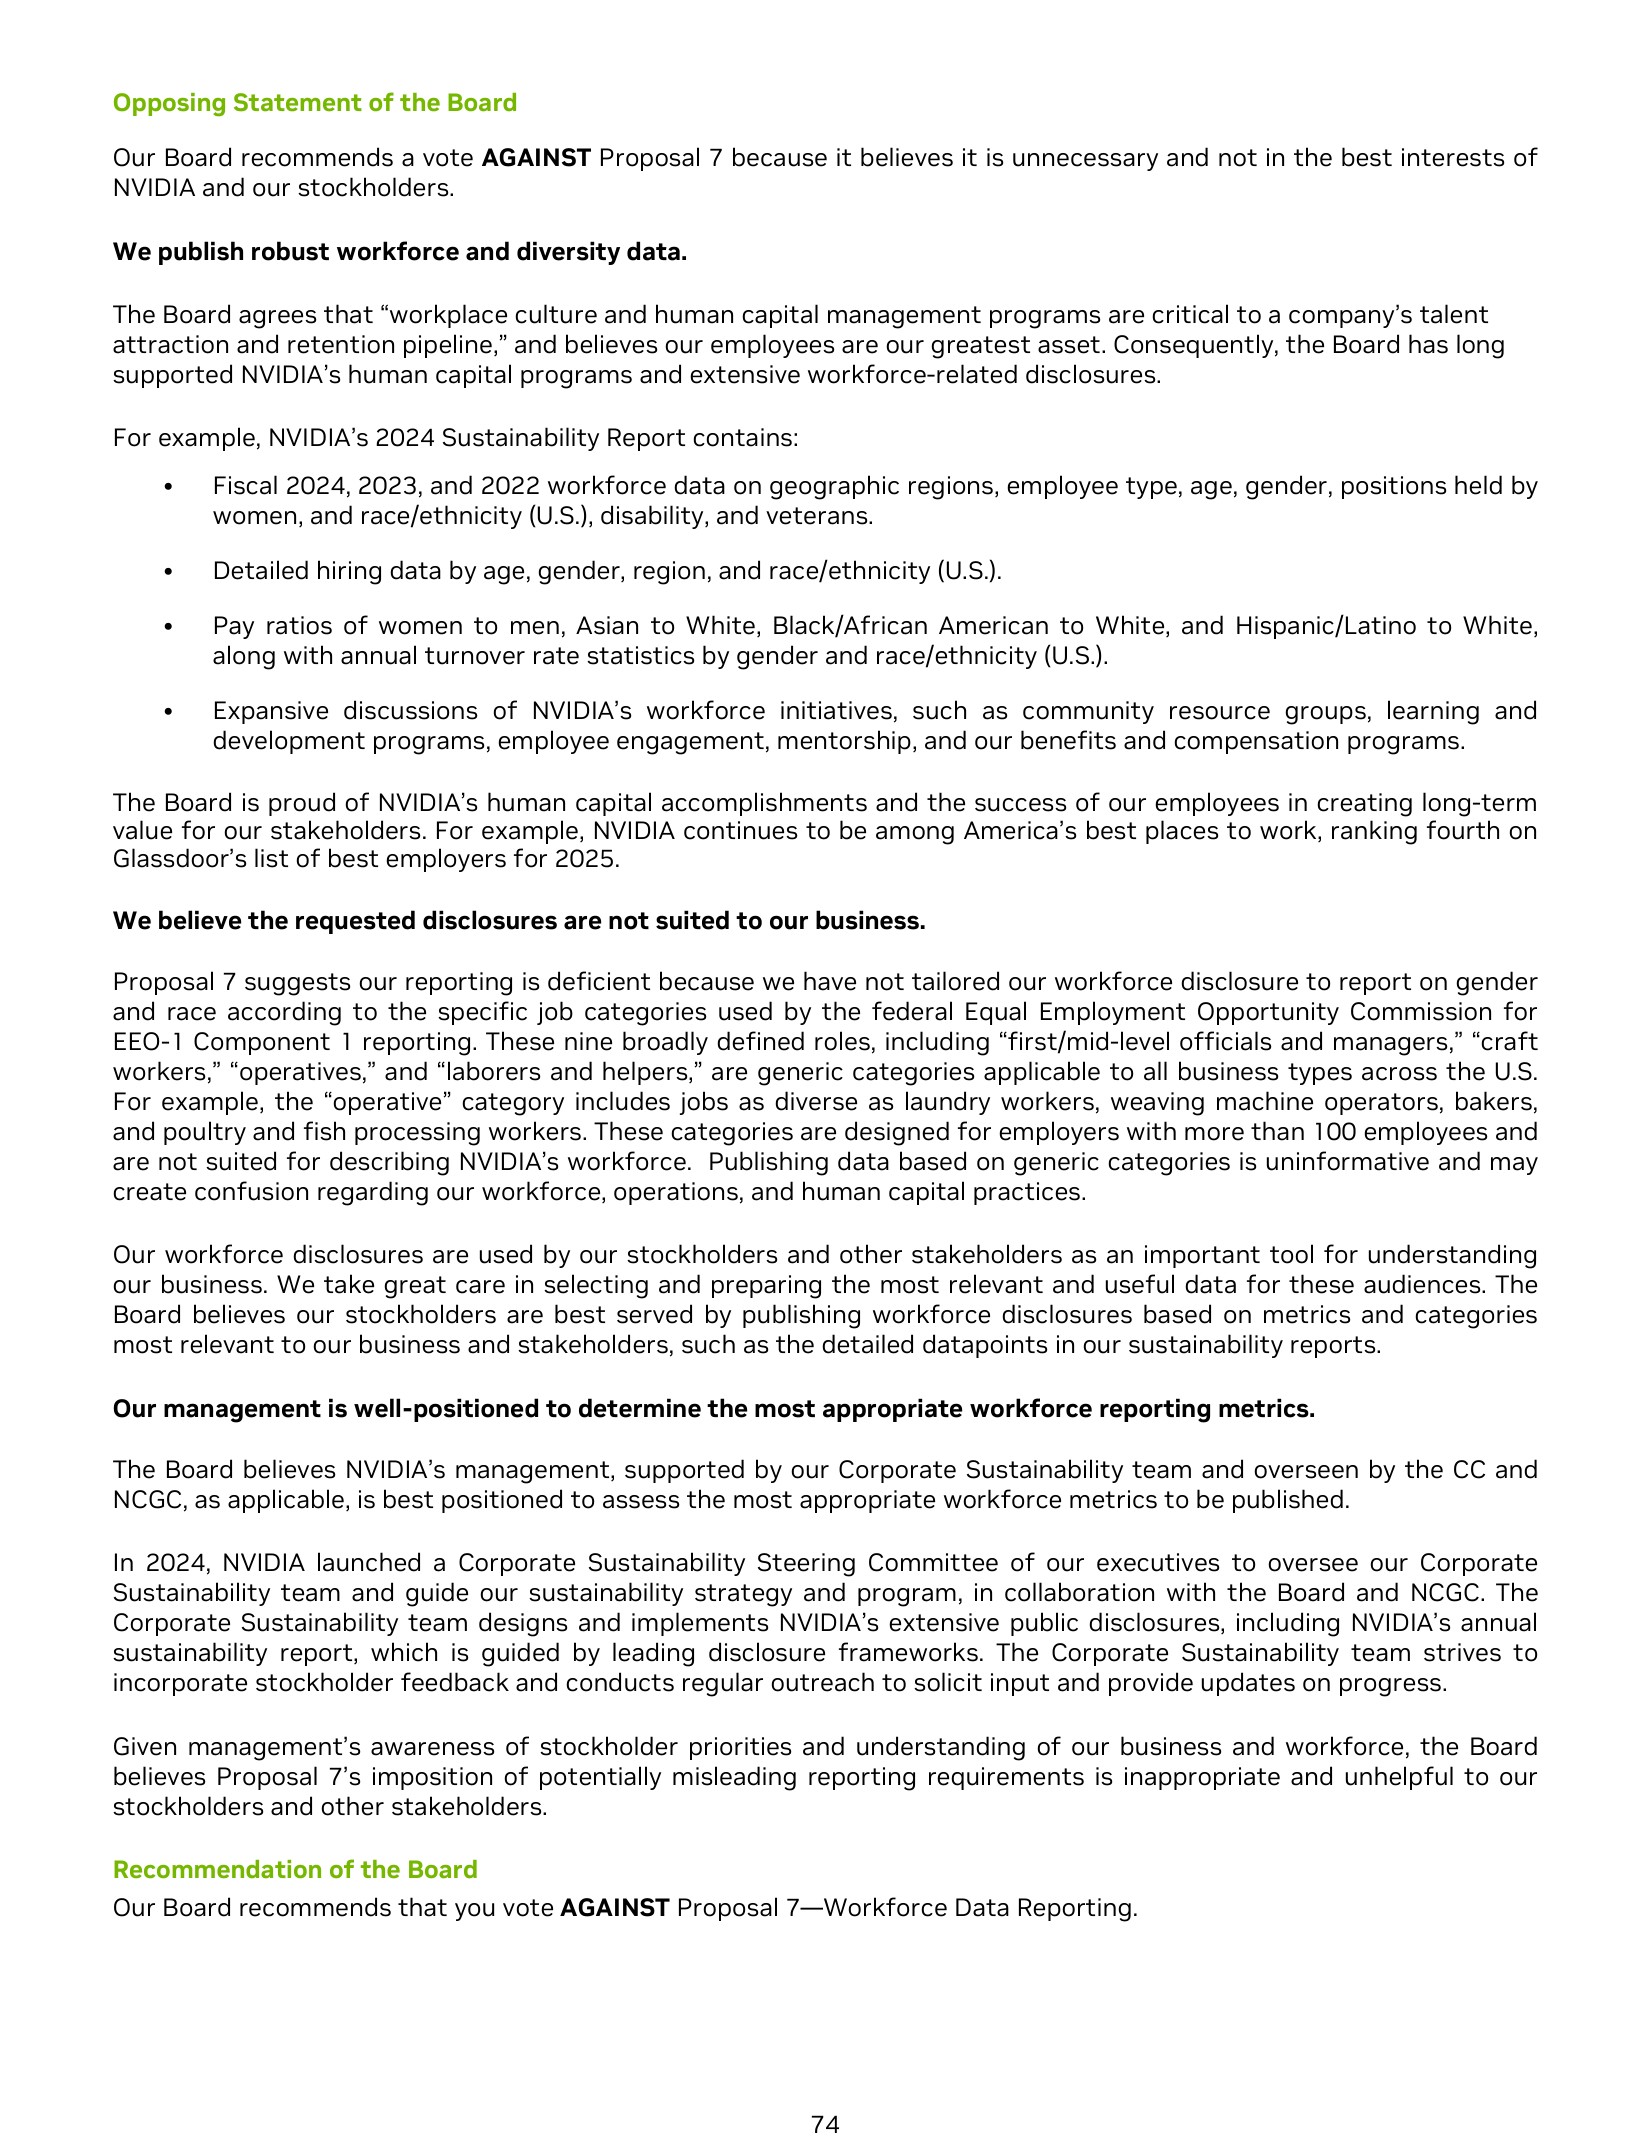 Opposing Statement of the Board
Our Board recommends a vote AGAINST Proposal 7 because it believes it is unnecessary and not in the best interests of
NVIDIA and our stockholders.
We publish robust workforce and diversity data.
The Board agrees that “workplace culture and human capital management programs are critical to a company’s talent
attraction and retention pipeline,” and believes our employees are our greatest asset. Consequently, the Board has long
supported NVIDIA’s human capital programs and extensive workforce-related disclosures.
For example, NVIDIA’s 2024 Sustainability Report contains:
• Fiscal 2024, 2023, and 2022 workforce data on geographic regions, employee type, age, gender, positions held by
women, and race/ethnicity (U.S.), disability, and veterans.
• Detailed hiring data by age, gender, region, and race/ethnicity (U.S.).
• Pay ratios of women to men, Asian to White, Black/African American to White, and Hispanic/Latino to White,
along with annual turnover rate statistics by gender and race/ethnicity (U.S.).
• Expansive discussions of NVIDIA’s workforce initiatives, such as community resource groups, learning and
development programs, employee engagement, mentorship, and our benefits and compensation programs.
The Board is proud of NVIDIA’s human capital accomplishments and the success of our employees in creating long-term
value for our stakeholders. For example, NVIDIA continues to be among America’s best places to work, ranking fourth on
Glassdoor’s list of best employers for 2025.
We believe the requested disclosures are not suited to our business.
Proposal 7 suggests our reporting is deficient because we have not tailored our workforce disclosure to report on gender
and race according to the specific job categories used by the federal Equal Employment Opportunity Commission for
EEO-1 Component 1 reporting. These nine broadly defined roles, including “first/mid-level officials and managers,” “craft
workers,” “operatives,” and “laborers and helpers,” are generic categories applicable to all business types across the U.S.
For example, the “operative” category includes jobs as diverse as laundry workers, weaving machine operators, bakers,
and poultry and fish processing workers. These categories are designed for employers with more than 100 employees and
are not suited for describing NVIDIA’s workforce. Publishing data based on generic categories is uninformative and may
create confusion regarding our workforce, operations, and human capital practices.
Our workforce disclosures are used by our stockholders and other stakeholders as an important tool for understanding
our business. We take great care in selecting and preparing the most relevant and useful data for these audiences. The
Board believes our stockholders are best served by publishing workforce disclosures based on metrics and categories
most relevant to our business and stakeholders, such as the detailed datapoints in our sustainability reports.
Our management is well-positioned to determine the most appropriate workforce reporting metrics.
The Board believes NVIDIA’s management, supported by our Corporate Sustainability team and overseen by the CC and
NCGC, as applicable, is best positioned to assess the most appropriate workforce metrics to be published.
In 2024, NVIDIA launched a Corporate Sustainability Steering Committee of our executives to oversee our Corporate
Sustainability team and guide our sustainability strategy and program, in collaboration with the Board and NCGC. The
Corporate Sustainability team designs and implements NVIDIA’s extensive public disclosures, including NVIDIA’s annual
sustainability report, which is guided by leading disclosure frameworks. The Corporate Sustainability team strives to
incorporate stockholder feedback and conducts regular outreach to solicit input and provide updates on progress.
Given management’s awareness of stockholder priorities and understanding of our business and workforce, the Board
believes Proposal 7’s imposition of potentially misleading reporting requirements is inappropriate and unhelpful to our
stockholders and other stakeholders.
Recommendation of the Board
Our Board recommends that you vote AGAINST Proposal 7—Workforce Data Reporting.
74